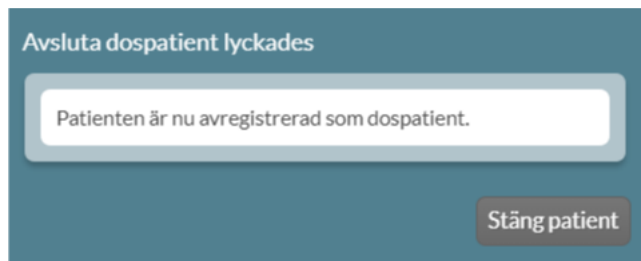 Avsluta dospatient lyckades
Patienten är nu avregistrerad som dospatient.
Stäng patient